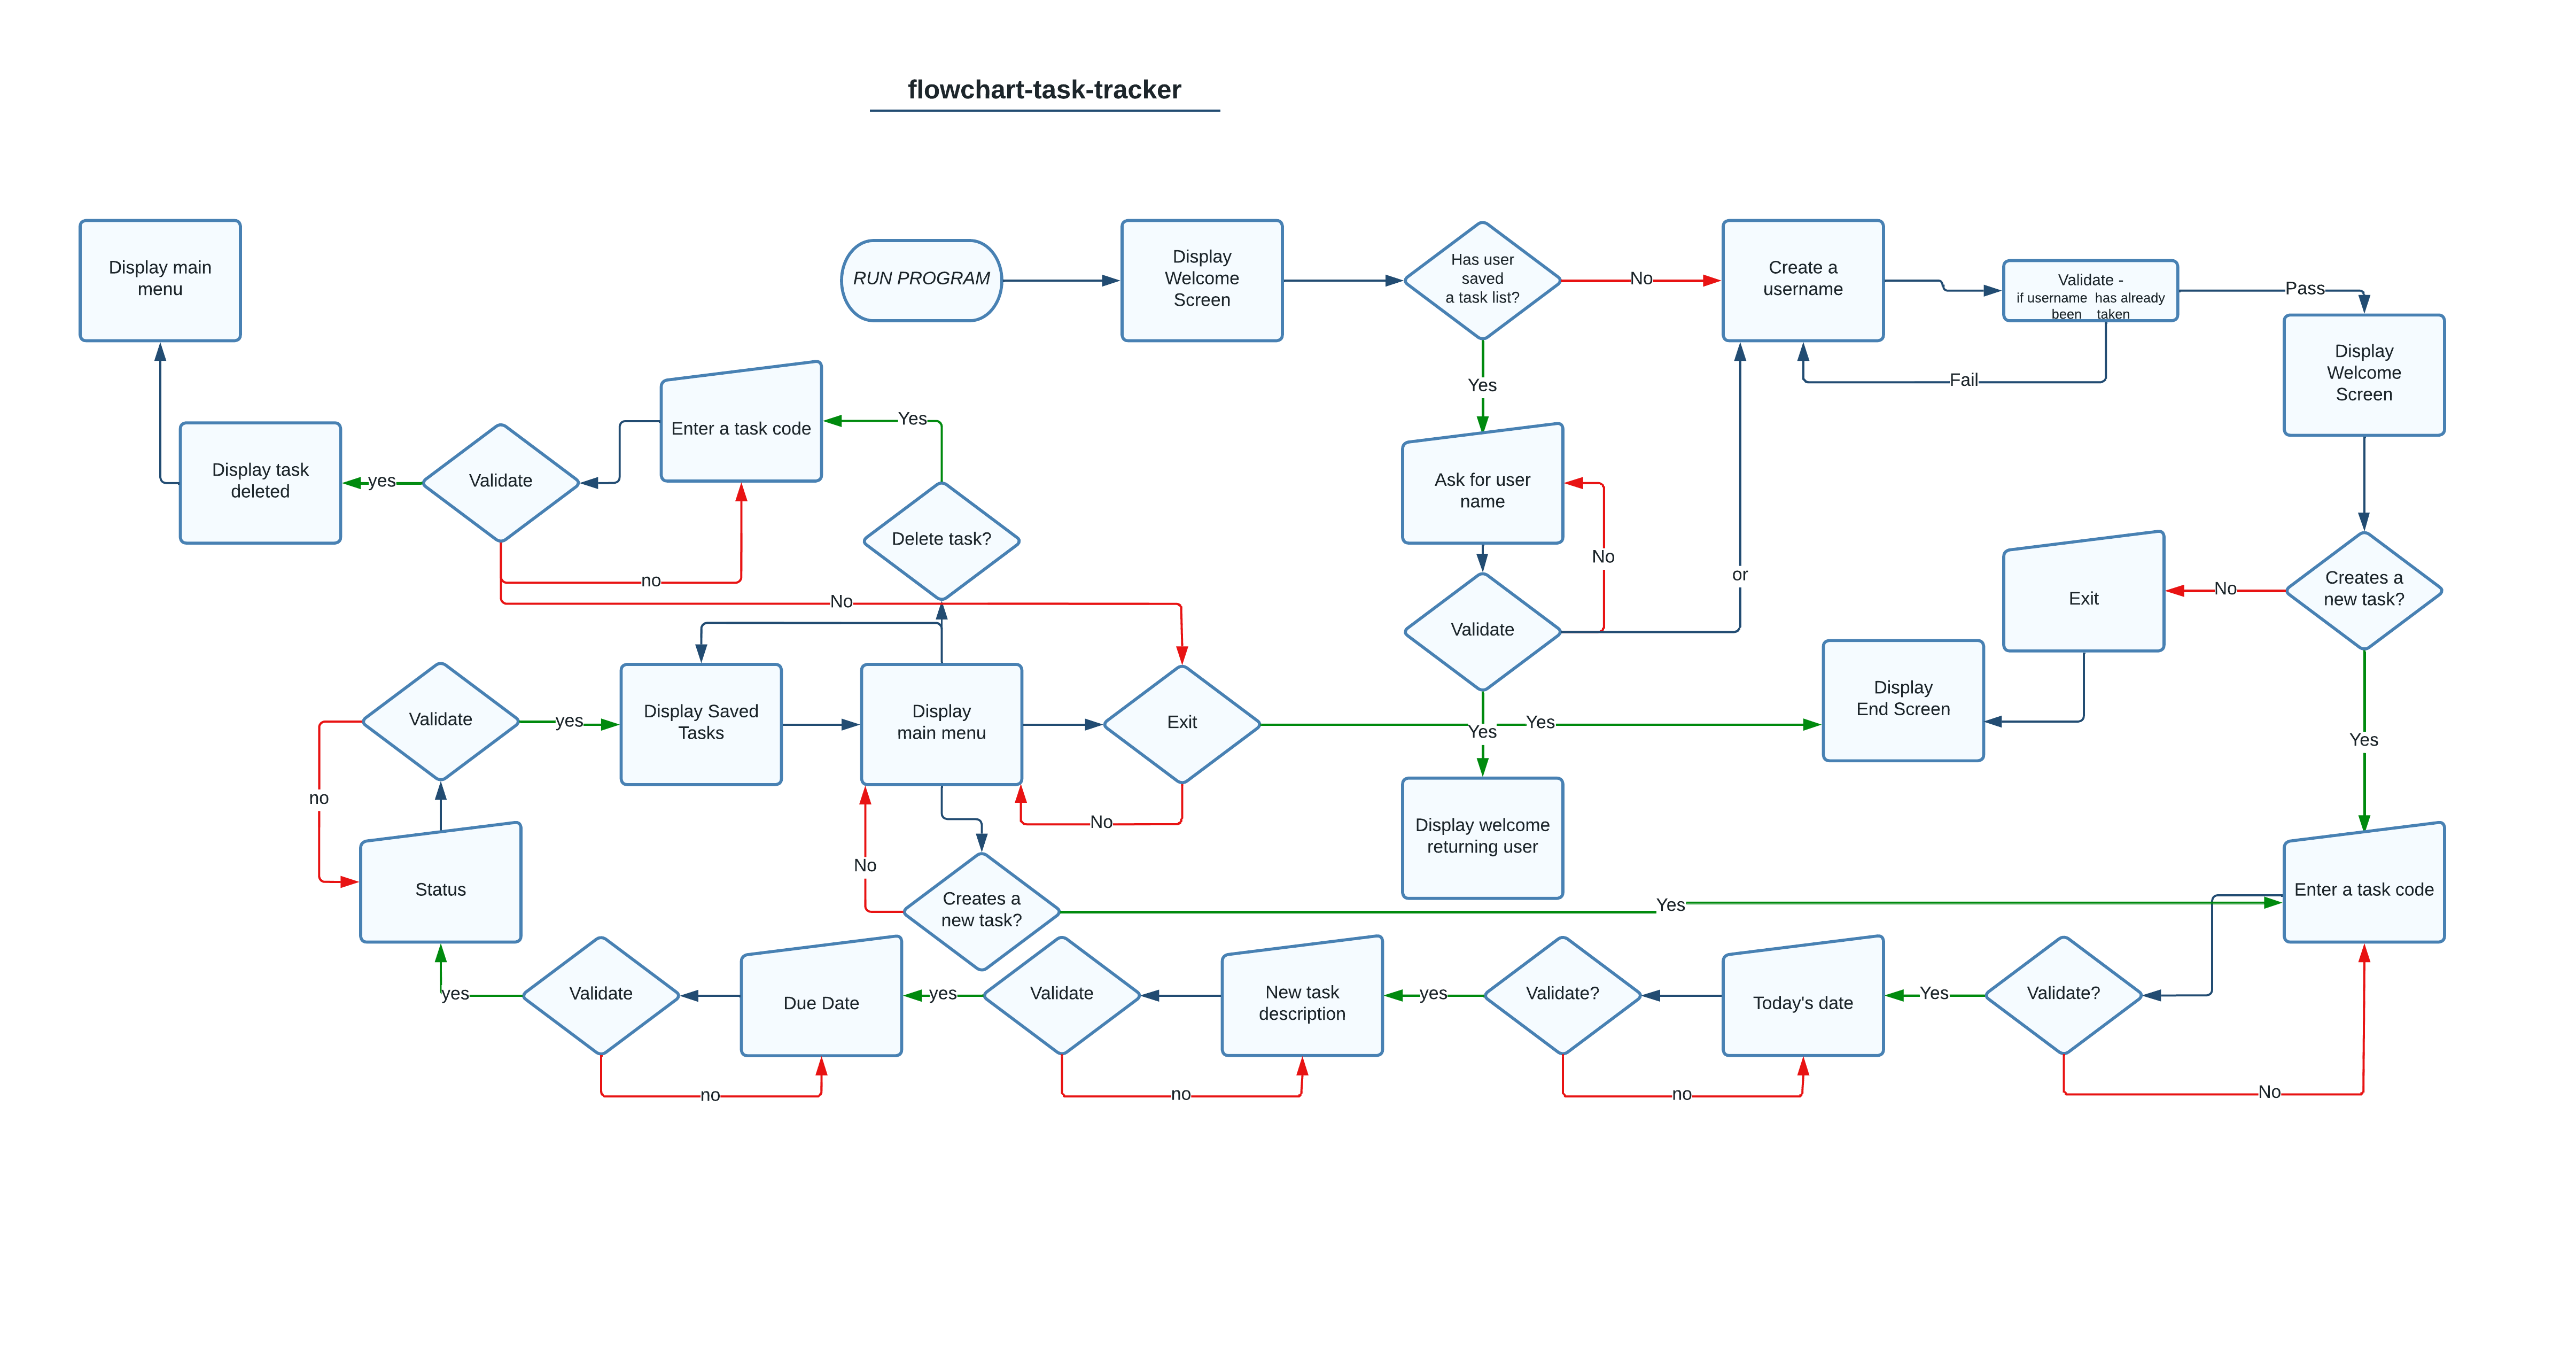 flowchart-task-tracker
Display main
menu
RUN PROGRAM
Display
Welcome
Screen
Has user
saved
a task list?
No
Create a
username
Validate -
if username has already
been taken
Pass
Display
Welcome
Screen
Fail
Yes
Enter a task code
Yes
Display task
deleted
yes
Validate
no
Delete task?
No
Ask for user
name
No
or
Validate
Exit
No
Creates a
new task?
Validate
yes
Display Saved
Tasks
Display
main menu
Exit
Yes
Yes
Display
End Screen
Yes
no
No
No
Display welcome
returning user
Status
Creates a
new task?
Yes
Enter a task code
yes
Validate
Due Date
yes
Validate
New task
description
yes
Validate?
Today's date
Yes
Validate?
no
no
no
No